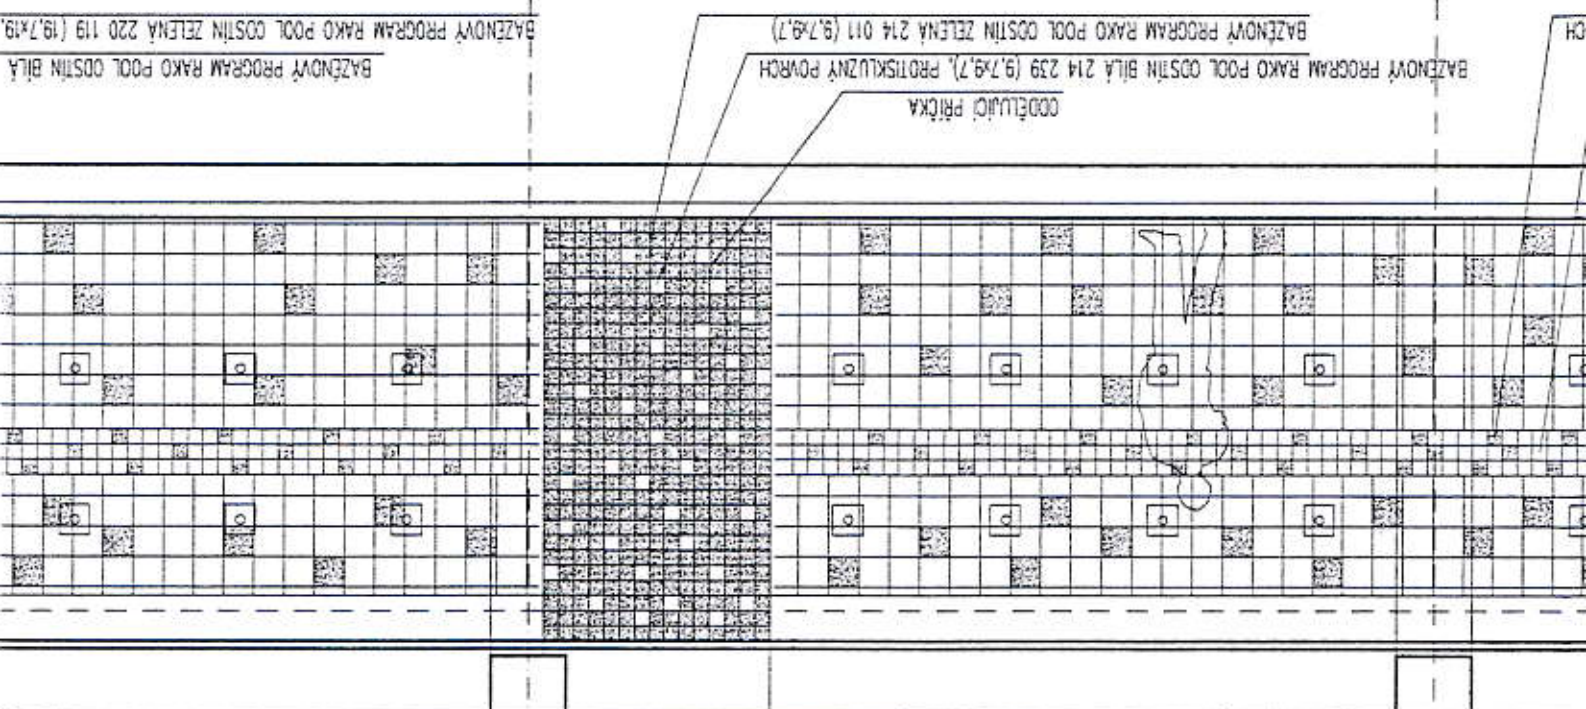 CH
ODDĚLUJÍCÍ PŘÍČKA
BAZÉNOVÝ PROGRAM RAKO POOL ODSTÍN BÍLÁ 214 239 (9,7x9,7), PROTISKLUZNÝ POVRCH
BAZÉNOVÝ PROGRAM RAKO POOL ODSTÍN ZELENÁ 214 011 (9,7x9,7)
BAZÉNOVÝ PROGRAM RAKO POOL ODSTÍN BÍLÁ
BAZÉNOVÝ PROGRAM RAKO POOL ODSTÍN ZELENÁ 220 119 (19,7x19,